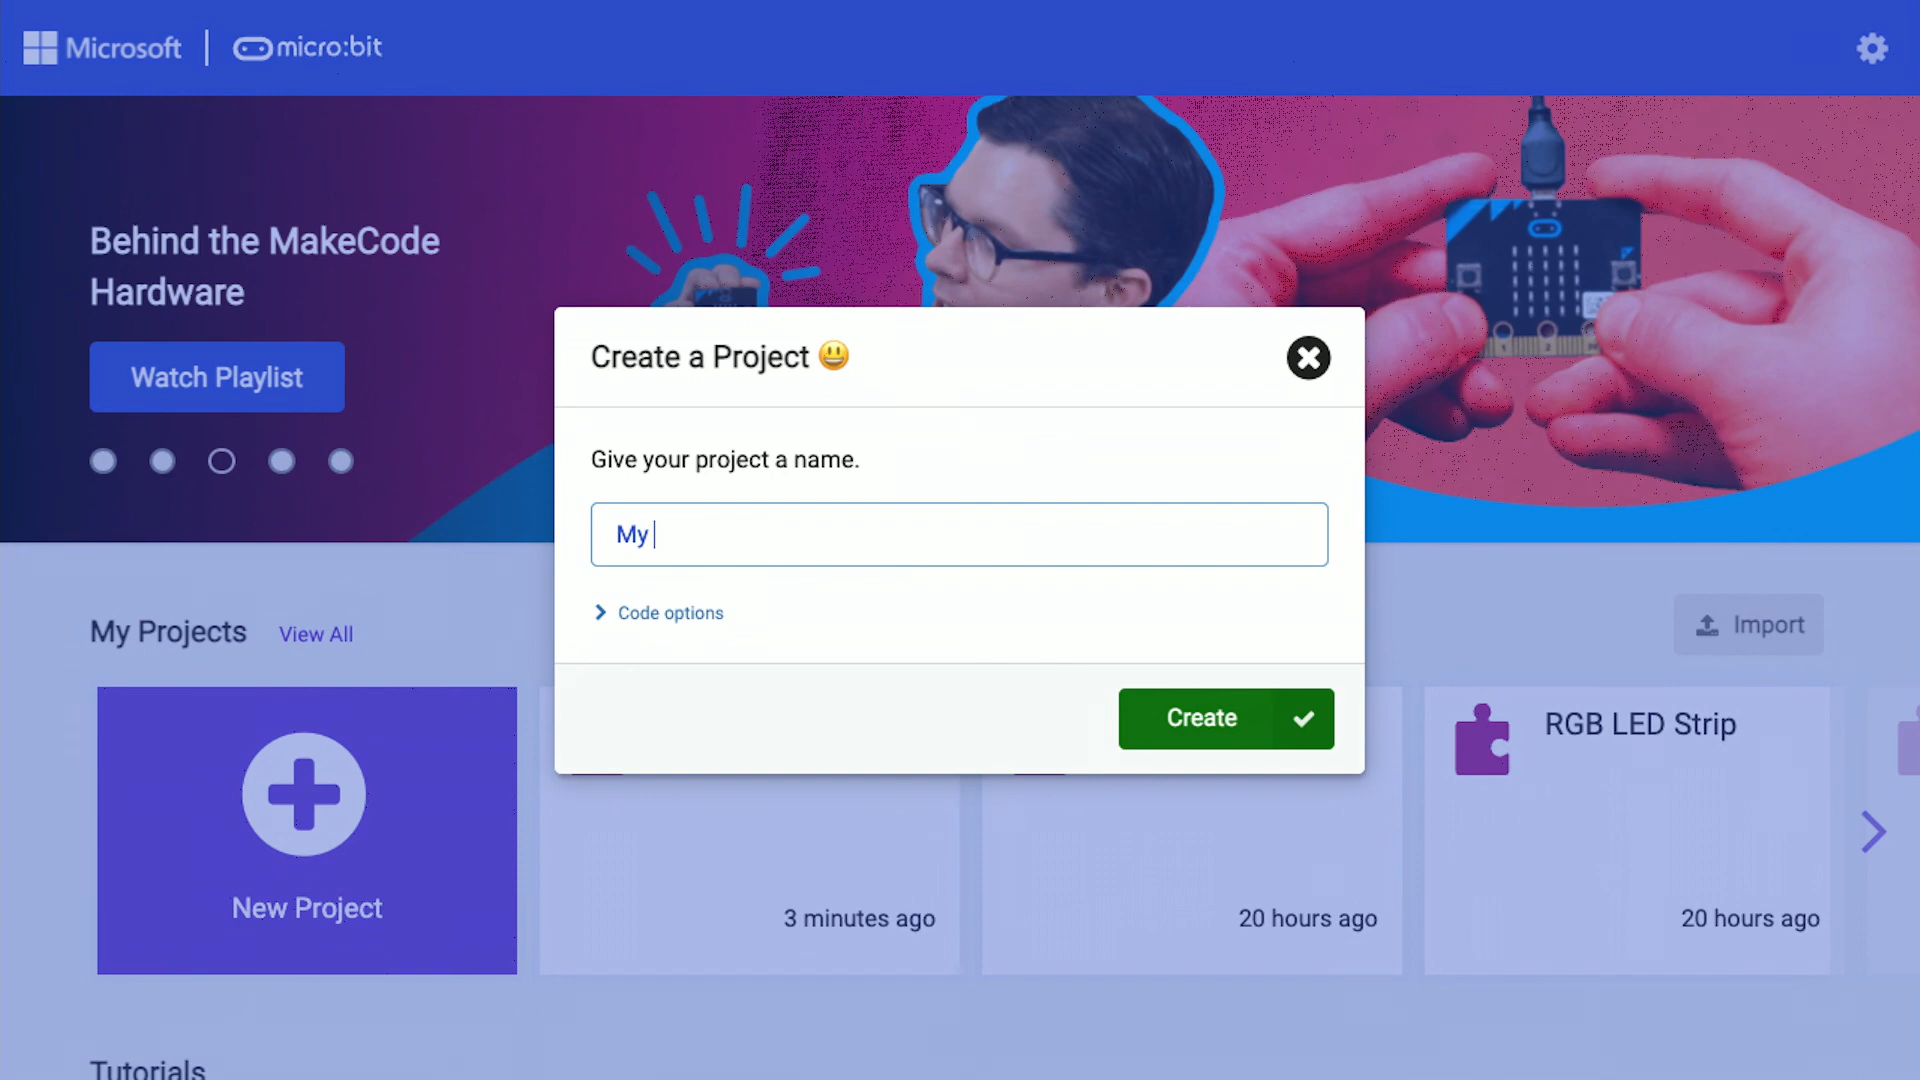 Microsoft | micro:bit
Behind the MakeCode
Hardware
Watch Playlist
Create a Project 😃
Give your project a name.
My
Code options
Create
My Projects View All
Import
New Project
3 minutes ago
20 hours ago
RGB LED Strip
20 hours ago
Tutorials